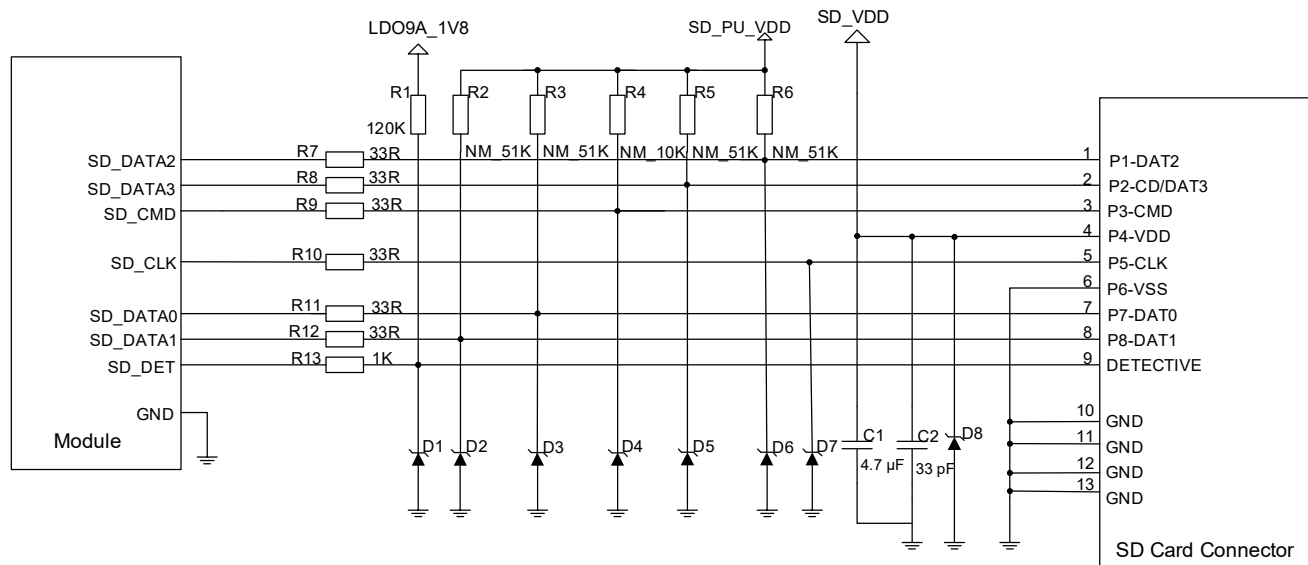 LDO9A_1V8
SD_PU_VDD
SD_VDD
R1 R2 R3 R4 R5 R6
120K
NM_51K NM_51K NM_10K NM_51K NM_51K
SD_DATA2 R7 33R 1 P1-DAT2
SD_DATA3 R8 33R 2 P2-CD/DAT3
SD_CMD R9 33R 3 P3-CMD
4 P4-VDD
SD_CLK R10 33R 5 P5-CLK
6 P6-VSS
SD_DATA0 R11 33R 7 P7-DAT0
SD_DATA1 R12 33R 8 P8-DAT1
SD_DET R13 1K 9 DETECTIVE
GND
Module
10 GND
11 GND
12 GND
13 GND
D1 D2 D3 D4 D5 D6 D7 C1 C2 D8
4.7 µF 33 pF
SD Card Connector